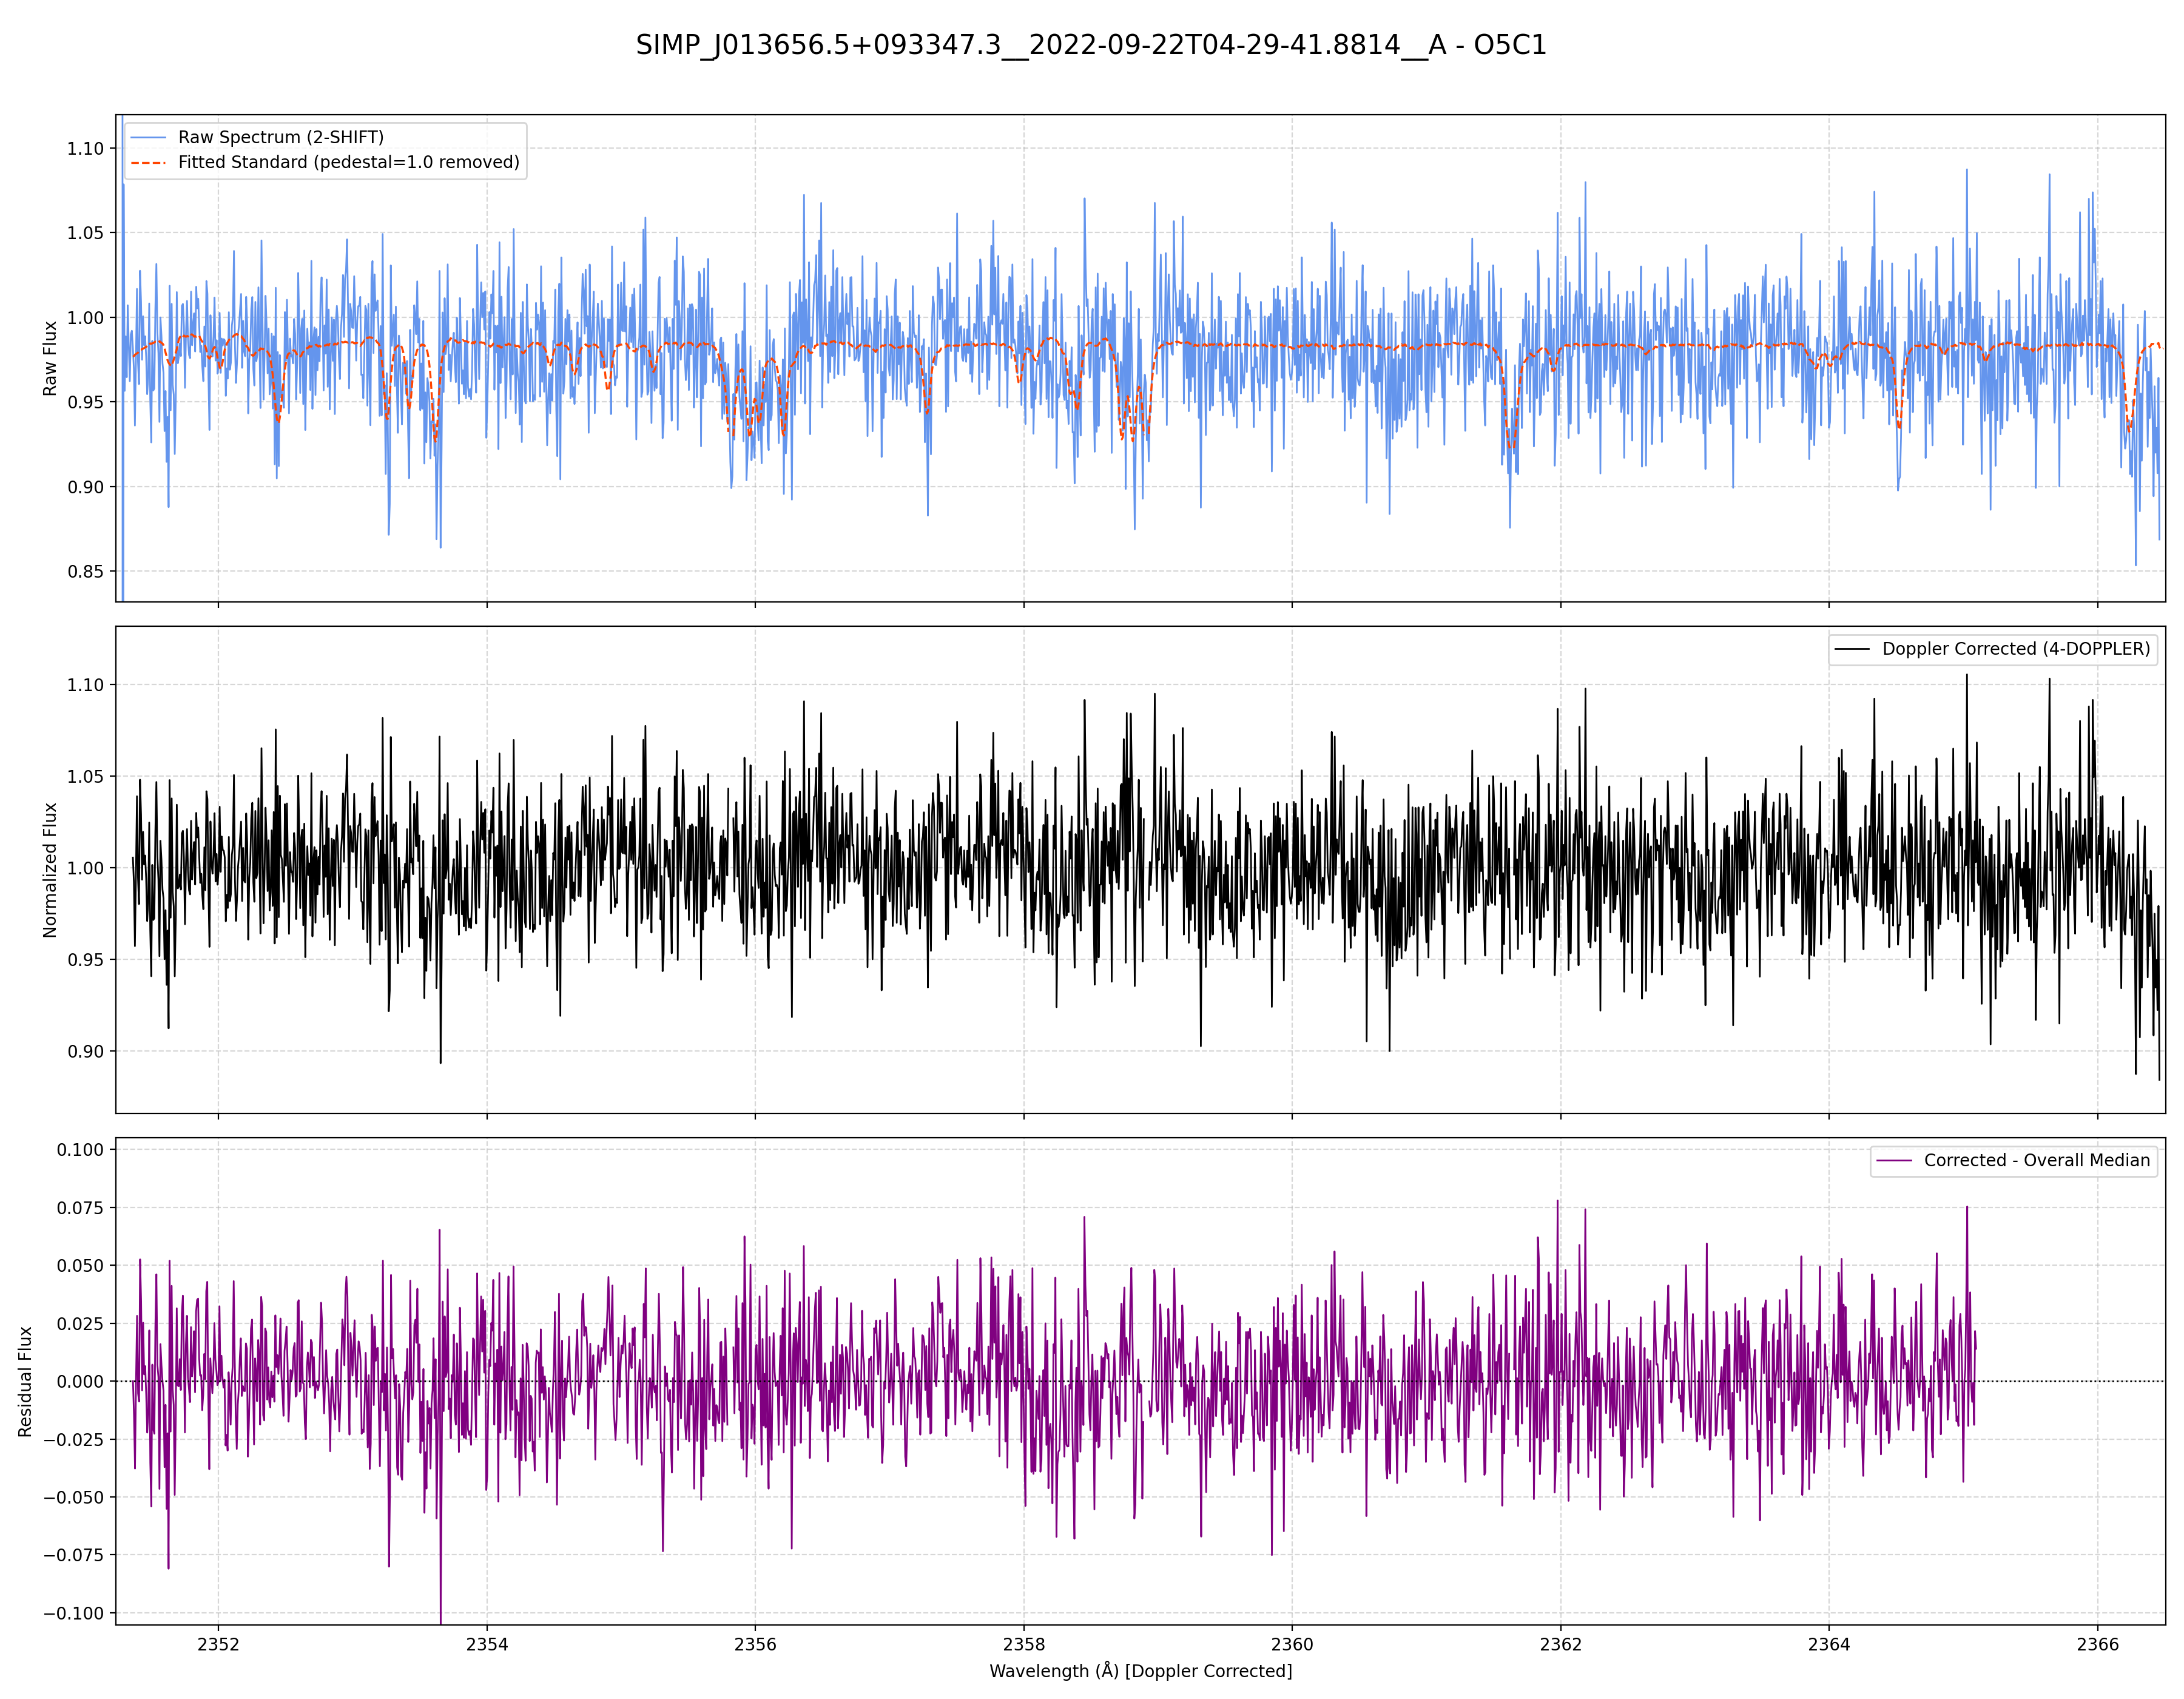 SIMP_J013656.5+093347.3__2022-09-22T04-29-41.8814__A - O5C1
Raw Spectrum (2-SHIFT)
Fitted Standard (pedestal=1.0 removed)
1.10
1.05
1.00
0.95
0.90
0.85
Raw Flux
Doppler Corrected (4-DOPPLER)
1.10
1.05
1.00
0.95
0.90
Normalized Flux
Corrected - Overall Median
0.100
0.075
0.050
0.025
0.000
−0.025
−0.050
−0.075
−0.100
Residual Flux
2352 2354 2356 2358 2360 2362 2364 2366
Wavelength (Å) [Doppler Corrected]